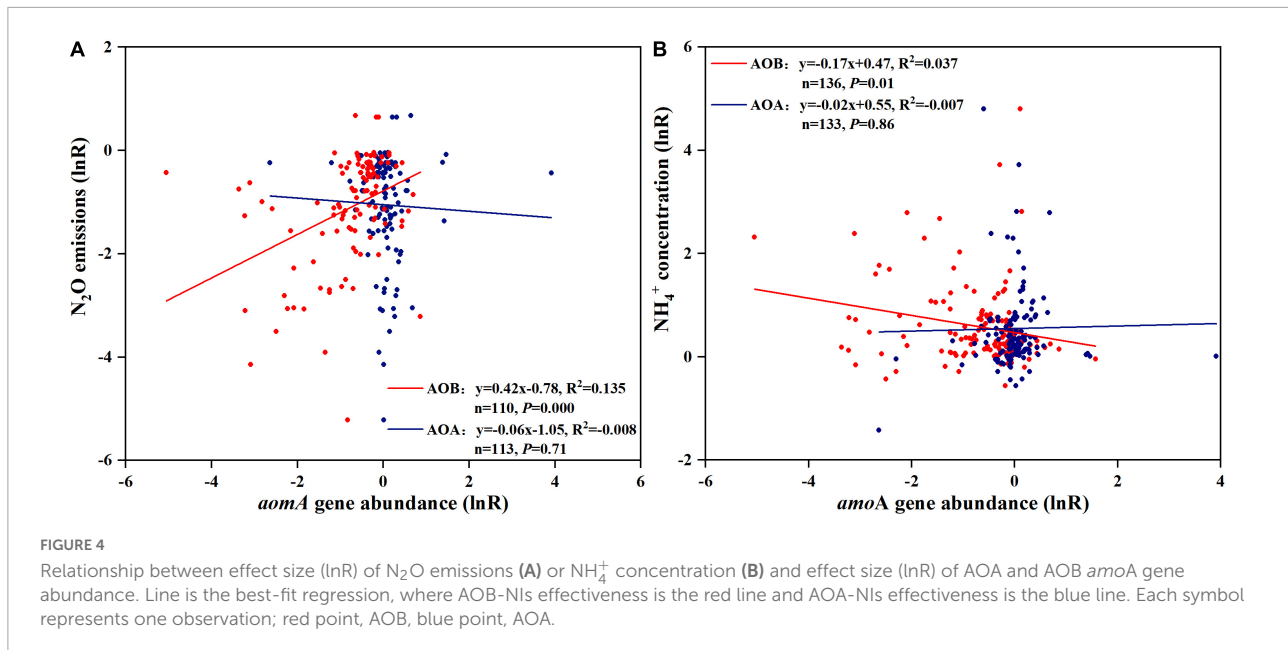 A
2
0
-2
-4
-6
N₂O emissions (lnR)
AOB: y=0.42x-0.78, R²=0.135
n=110, P=0.000
AOA: y=-0.06x-1.05, R²=-0.008
n=113, P=0.71
-6
-4
-2
0
2
4
6
aomA gene abundance (lnR)
B
6
4
2
0
-2
NH₄⁺ concentration (lnR)
AOB: y=-0.17x+0.47, R²=0.037
n=136, P=0.01
AOA: y=-0.02x+0.55, R²=-0.007
n=133, P=0.86
-6
-4
-2
0
2
4
amoA gene abundance (lnR)
FIGURE 4
Relationship between effect size (lnR) of N₂O emissions (A) or NH₄⁺ concentration (B) and effect size (lnR) of AOA and AOB amoA gene
abundance. Line is the best-fit regression, where AOB-NIs effectiveness is the red line and AOA-NIs effectiveness is the blue line. Each symbol
represents one observation; red point, AOB, blue point, AOA.